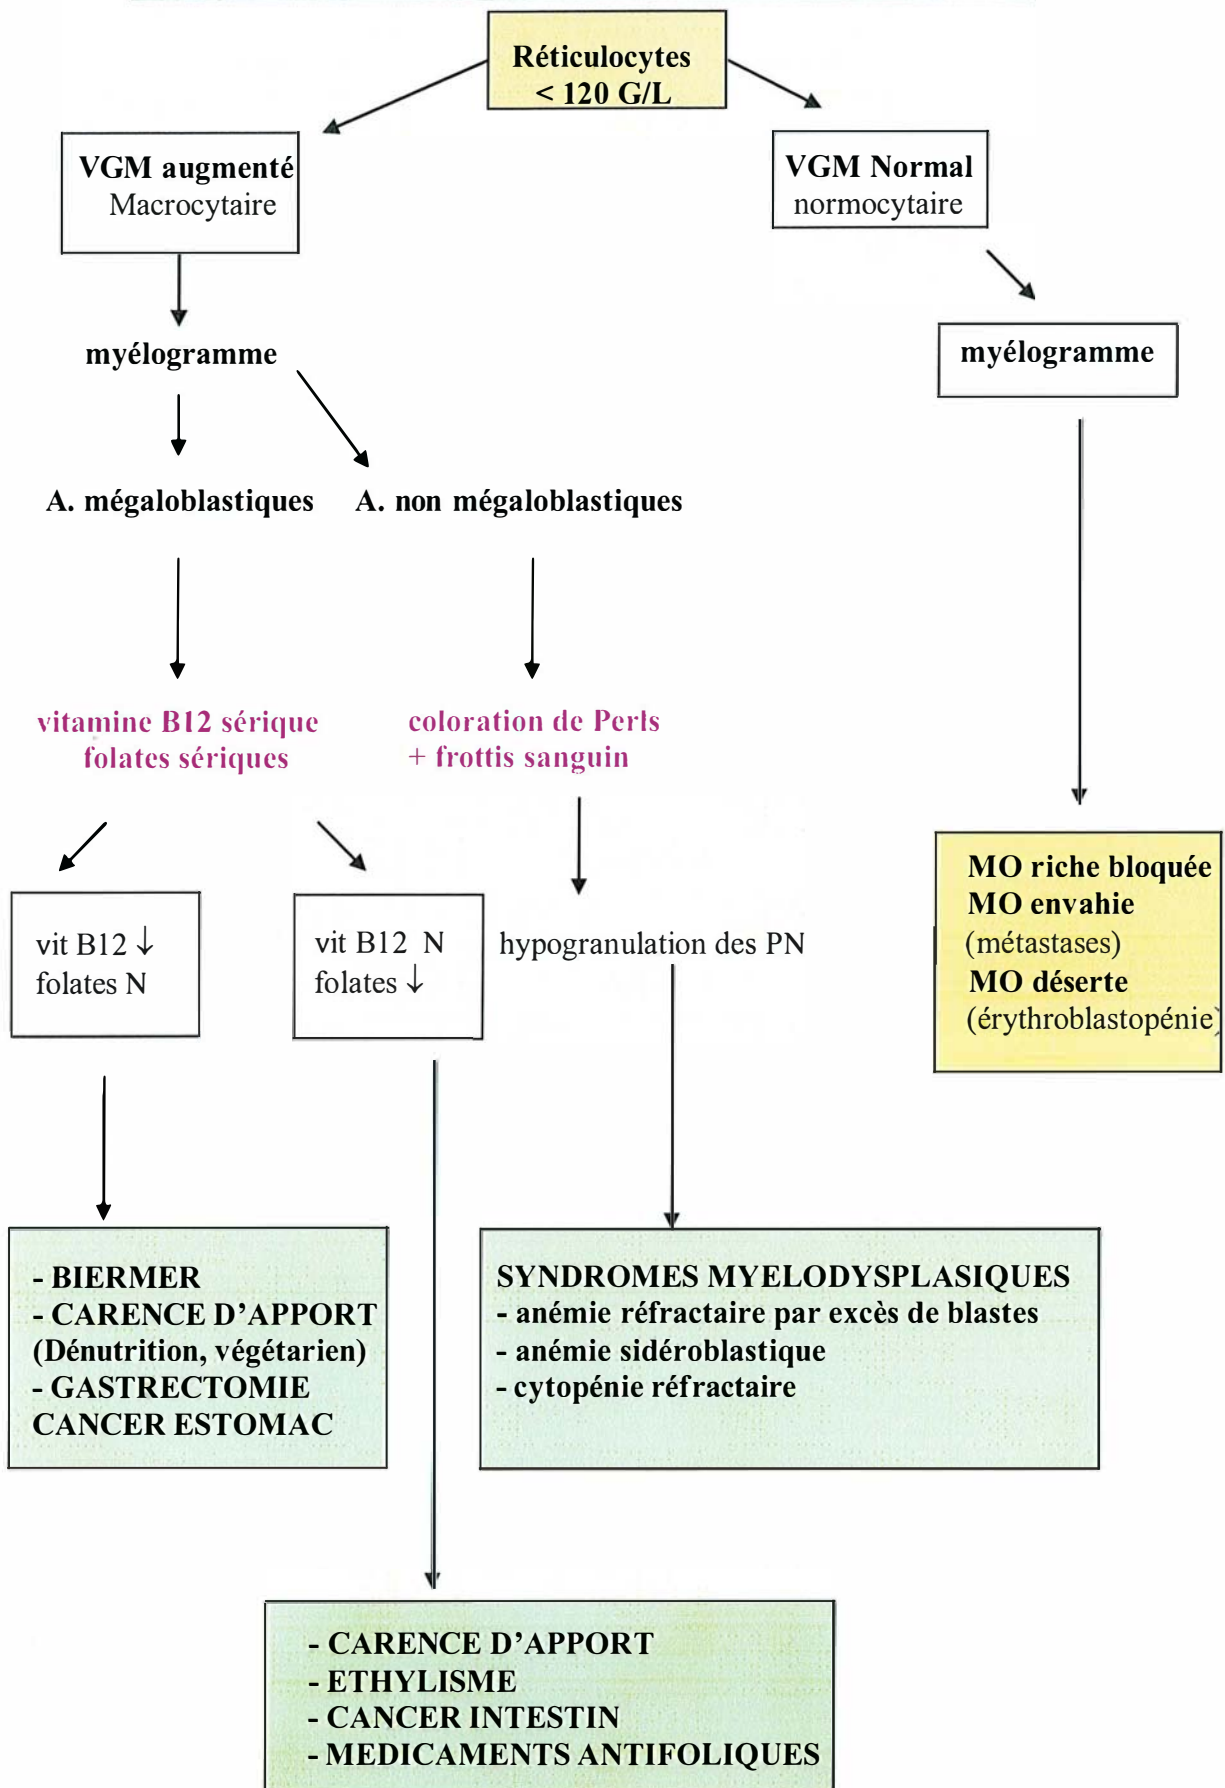 Réticulocytes
< 120 G/L
VGM augmenté
Macrocytaire
VGM Normal
normocytaire
myélogramme
myélogramme
A. mégaloblastiques
A. non mégaloblastiques
vitamine B12 sérique
folates sériques
coloration de Perls
+ frottis sanguin
vit B12 ↓
folates N
vit B12 N
folates ↓
hypogranulation des PN
MO riche bloquée
MO envahie
(métastases)
MO déserte
(érythroblastopénie)
- BIERMER
- CARENCE D'APPORT
(Dénutrition, végétarien)
- GASTRECTOMIE
CANCER ESTOMAC
SYNDROMES MYELODYSPLASIQUES
- anémie réfractaire par excès de blastes
- anémie sidéroblastique
- cytopénie réfractaire
- CARENCE D'APPORT
- ETHYLISME
- CANCER INTESTIN
- MEDICAMENTS ANTIFOLIQUES